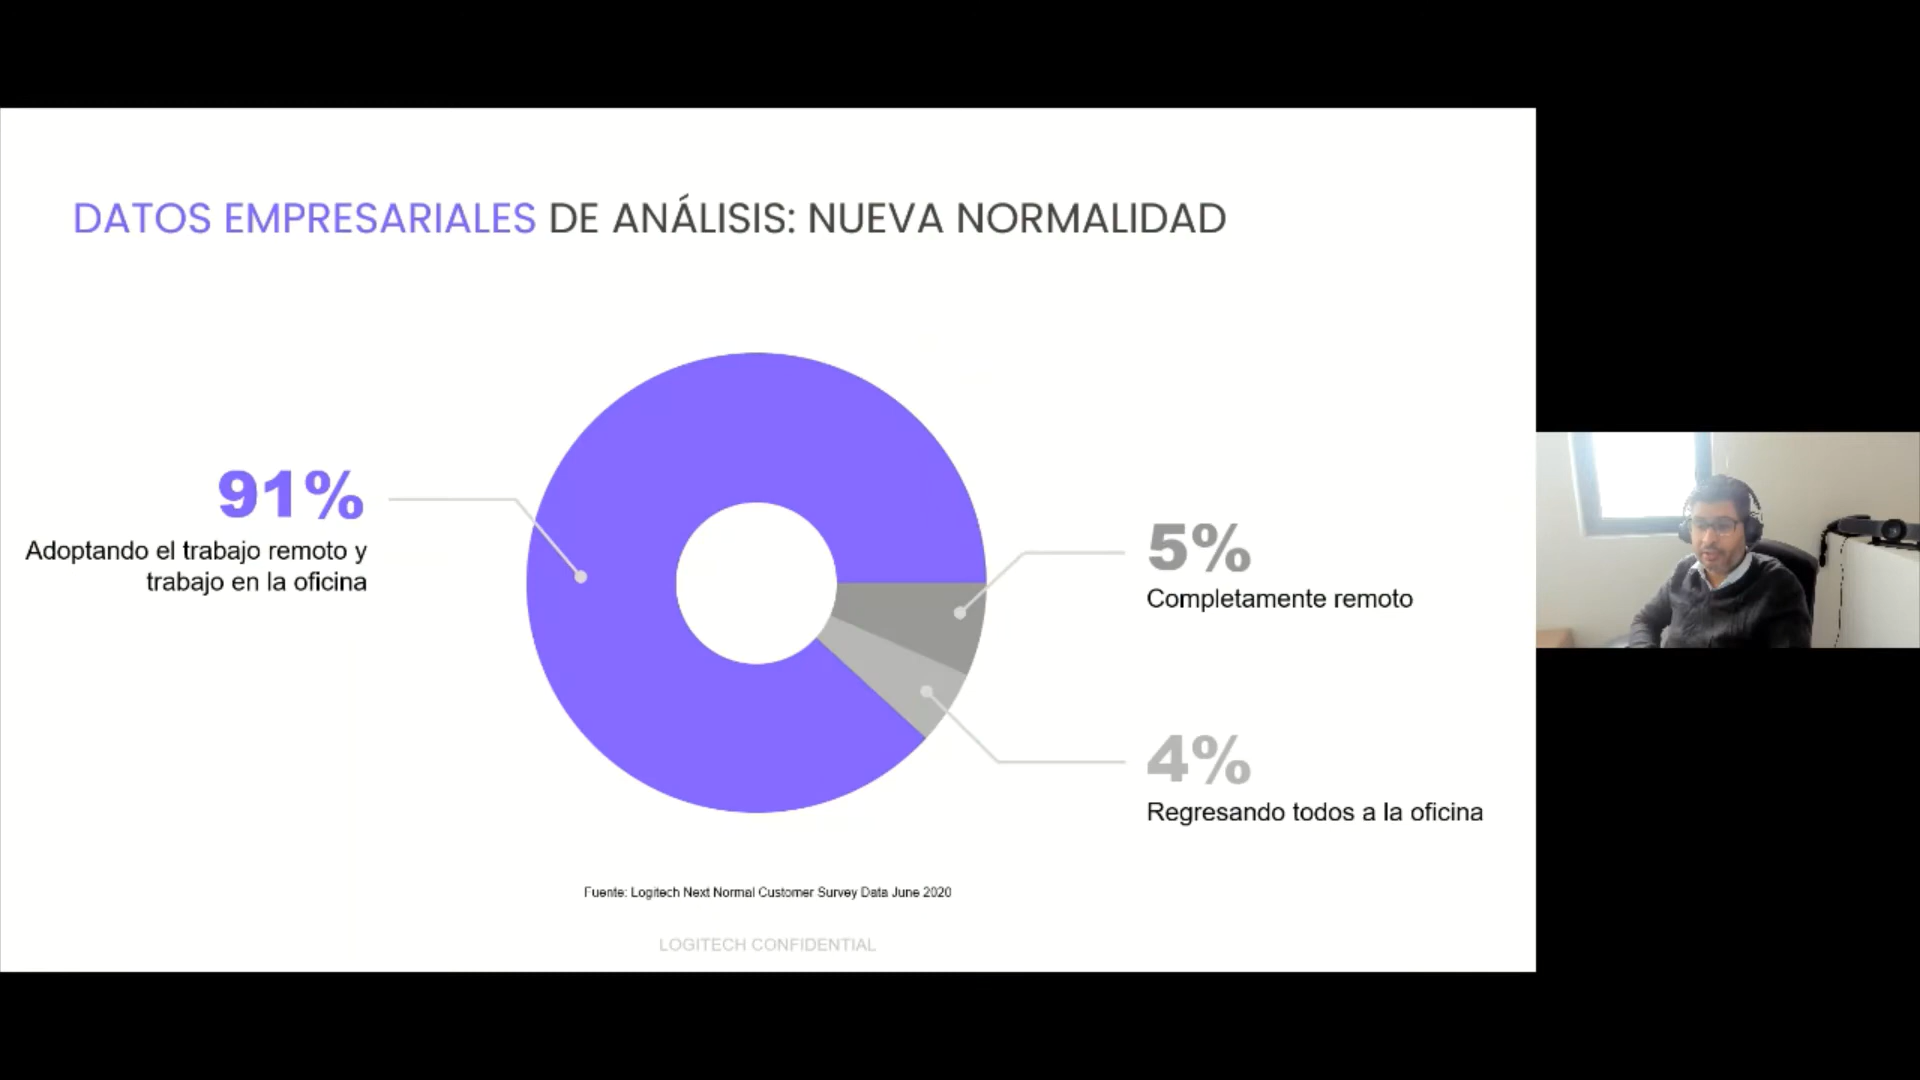 DATOS EMPRESARIALES DE ANÁLISIS: NUEVA NORMALIDAD
91%
Adoptando el trabajo remoto y
trabajo en la oficina
5%
Completamente remoto
4%
Regresando todos a la oficina
Fuente: Logitech Next Normal Customer Survey Data June 2020
LOGITECH CONFIDENTIAL